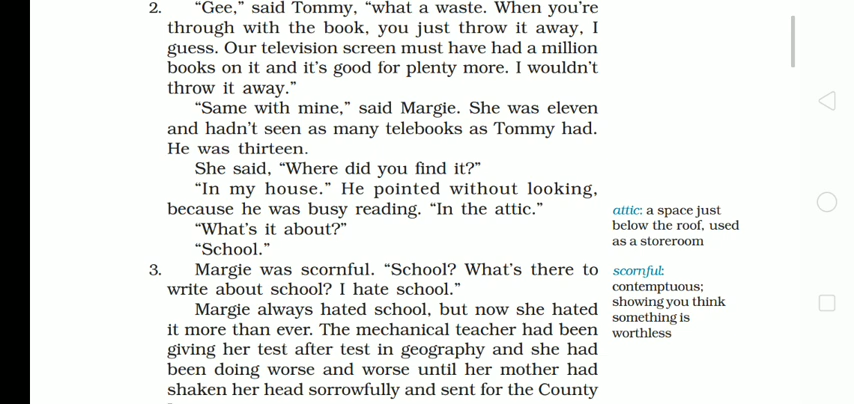 2. “Gee,” said Tommy, “what a waste. When you’re
through with the book, you just throw it away, I
guess. Our television screen must have had a million
books on it and it’s good for plenty more. I wouldn’t
throw it away.”
“Same with mine,” said Margie. She was eleven
and hadn’t seen as many telebooks as Tommy had.
He was thirteen.
She said, “Where did you find it?”
“In my house.” He pointed without looking,
because he was busy reading. “In the attic.”
“What’s it about?”
“School.”
3. Margie was scornful. “School? What’s there to
write about school? I hate school.”
Margie always hated school, but now she hated
it more than ever. The mechanical teacher had been
giving her test after test in geography and she had
been doing worse and worse until her mother had
shaken her head sorrowfully and sent for the County
attic: a space just
below the roof, used
as a storeroom
scornful:
contemptuous;
showing you think
something is
worthless